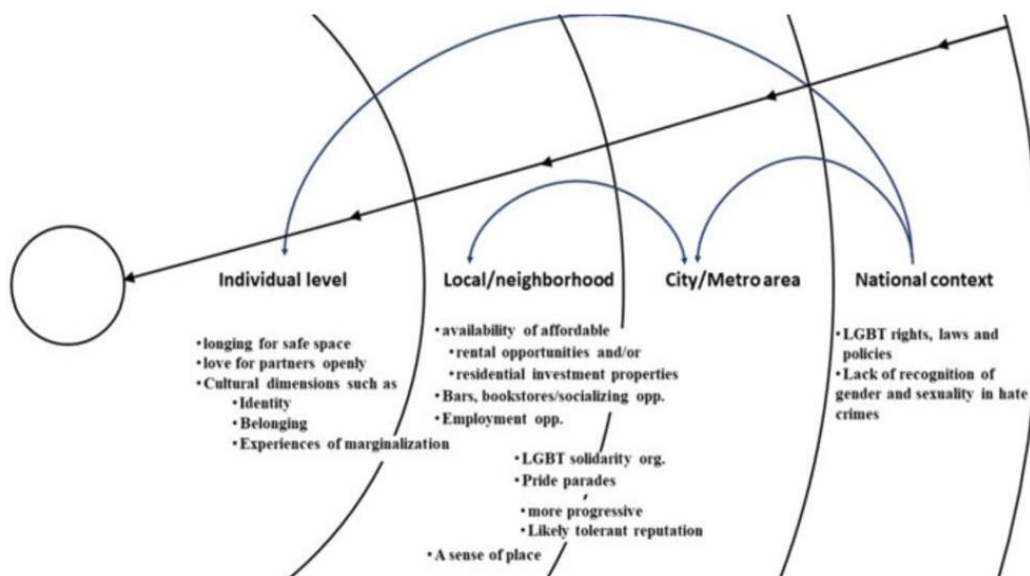 Individual level
•longing for safe space
•love for partners openly
•Cultural dimensions such as
•Identity
•Belonging
•Experiences of marginalization
Local/neighborhood
•availability of affordable
•rental opportunities and/or
•residential investment properties
•Bars, bookstores/socializing opp.
•Employment opp.
•LGBT solidarity org.
•Pride parades
•more progressive
•Likely tolerant reputation
•A sense of place
City/Metro area
National context
•LGBT rights, laws and
policies
•Lack of recognition of
gender and sexuality in hate
crimes